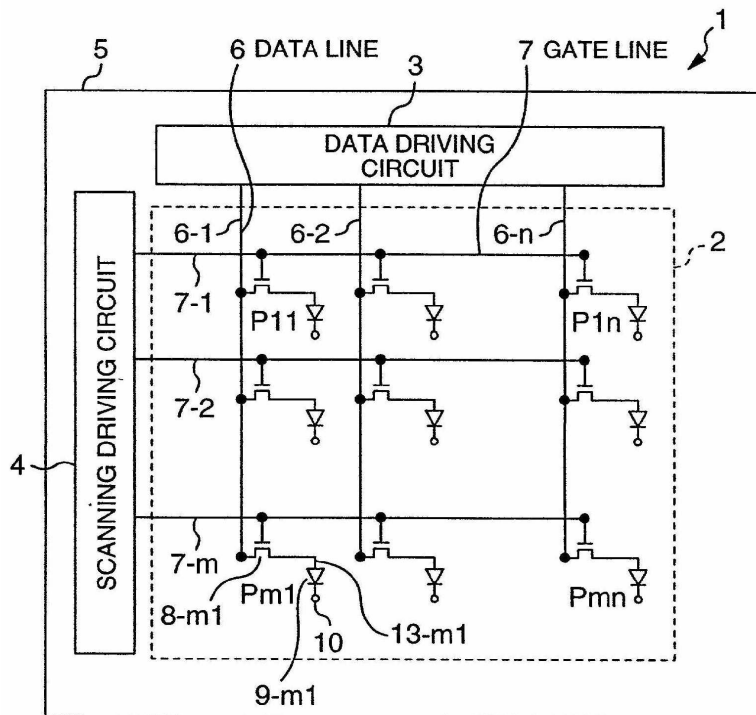 1
5
6 DATA LINE
7 GATE LINE
3
DATA DRIVING
CIRCUIT
6-1
6-2
6-n
2
7-1
P11
P1n
SCANNING DRIVING CIRCUIT
7-2
4
7-m
8-m1
Pm1
Pmn
10
13-m1
9-m1